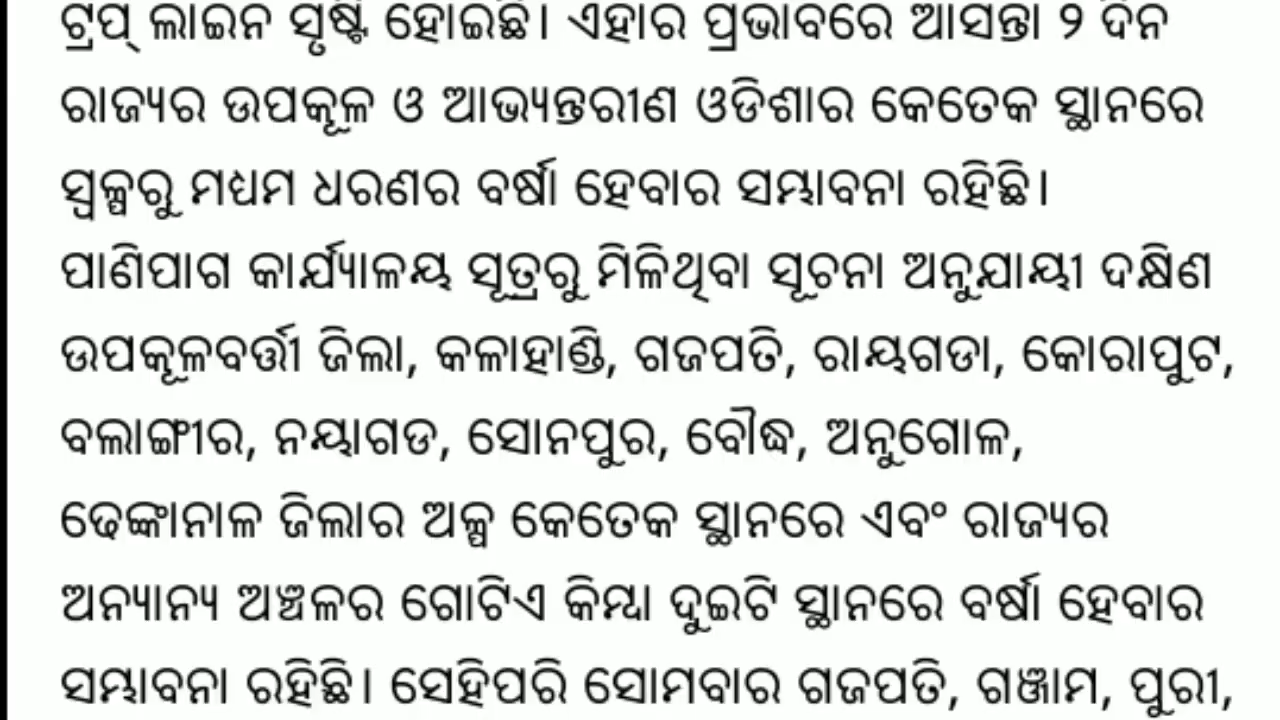 ଟ୍ରପ୍ ଲାଇନ ସୃଷ୍ଟି ହୋଇଛି। ଏହାର ପ୍ରଭାବରେ ଆସନ୍ତା ୨ ଦିନ
ରାଜ୍ୟର ଉପକୂଳ ଓ ଆଭ୍ୟନ୍ତରୀଣ ଓଡିଶାର କେତେକ ସ୍ଥାନରେ
ସ୍ୱଳ୍ପରୁ ମଧ୍ୟମ ଧରଣର ବର୍ଷା ହେବାର ସମ୍ଭାବନା ରହିଛି।
ପାଣିପାଗ କାର୍ଯ୍ୟାଳୟ ସୂତ୍ରରୁ ମିଳିଥିବା ସୂଚନା ଅନୁଯାୟୀ ଦକ୍ଷିଣ
ଉପକୂଳବର୍ତ୍ତୀ ଜିଲା, କଳାହାଣ୍ଡି, ଗଜପତି, ରାୟଗଡା, କୋରାପୁଟ,
ବଲାଙ୍ଗୀର, ନୟାଗଡ, ସୋନପୁର, ବୌଦ୍ଧ, ଅନୁଗୋଳ,
ଢେଙ୍କାନାଳ ଜିଲାର ଅଳ୍ପ କେତେକ ସ୍ଥାନରେ ଏବଂ ରାଜ୍ୟର
ଅନ୍ୟାନ୍ୟ ଅଞ୍ଚଳର ଗୋଟିଏ କିମ୍ଵା ଦୁଇଟି ସ୍ଥାନରେ ବର୍ଷା ହେବାର
ସମ୍ଭାବନା ରହିଛି। ସେହିପରି ସୋମବାର ଗଜପତି, ଗଞ୍ଜାମ, ପୁରୀ,